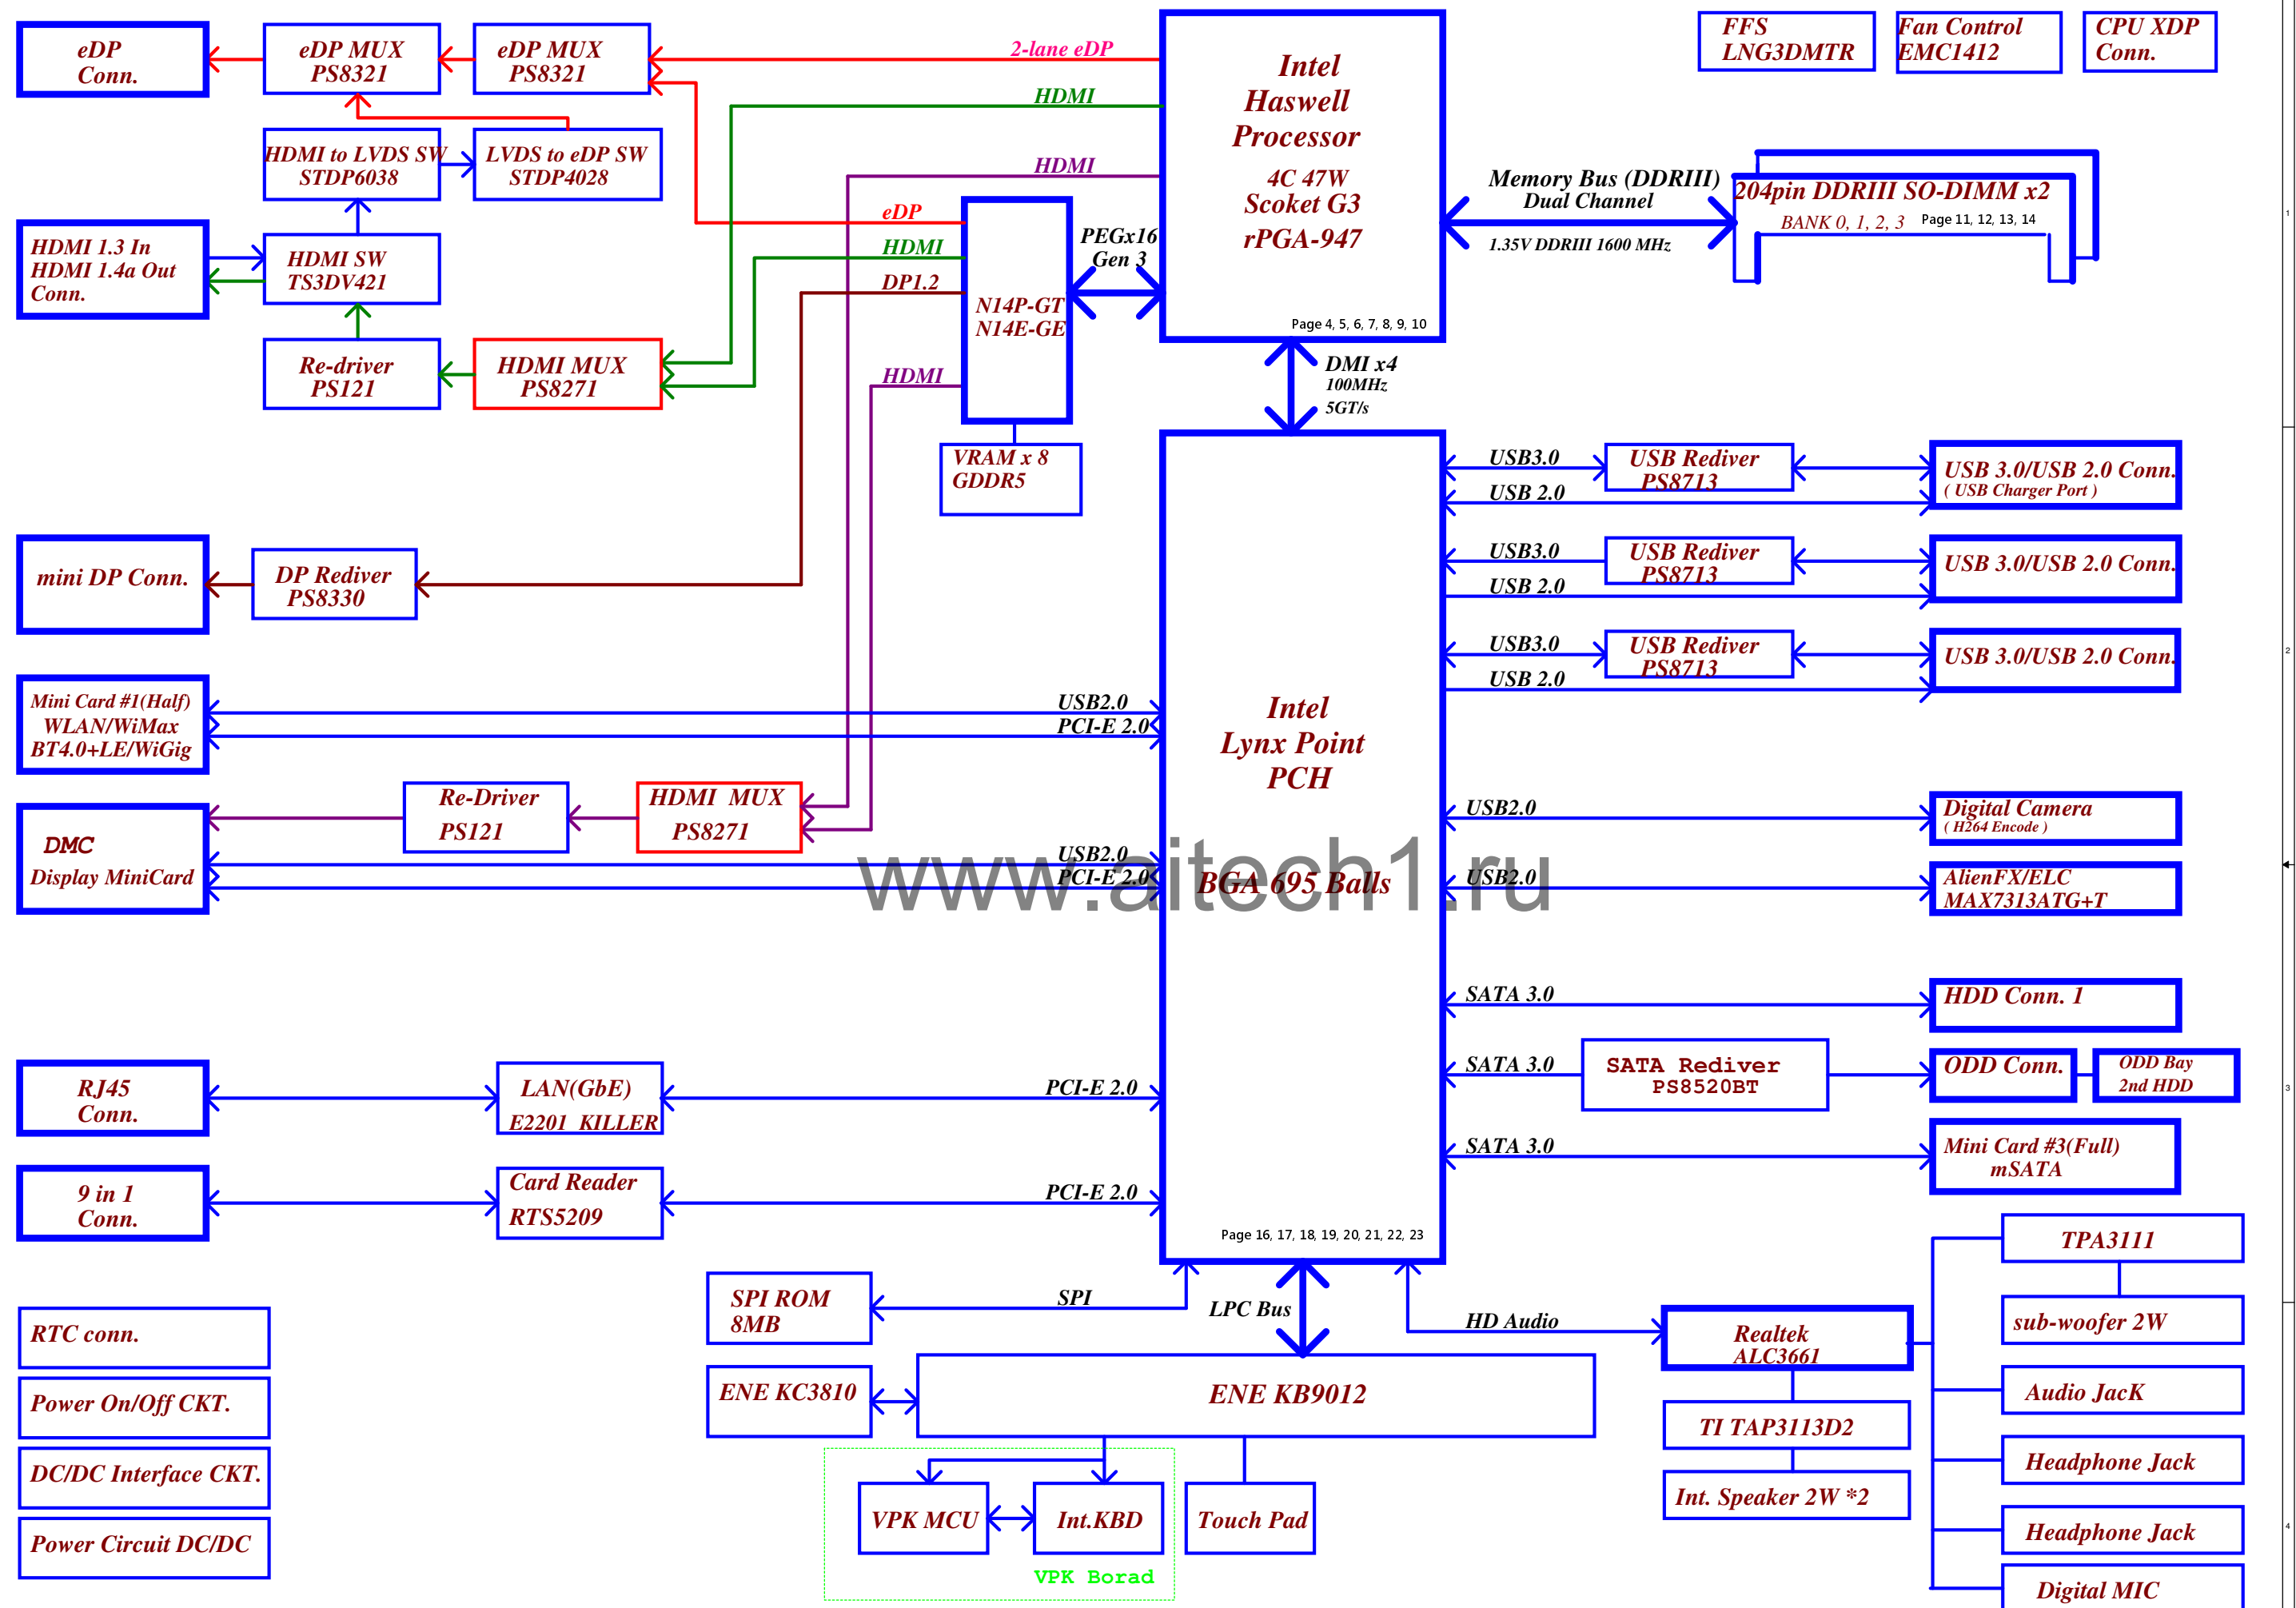 eDP
Conn.
eDP MUX
PS8321
eDP MUX
PS8321
2-lane eDP
HDMI
HDMI
eDP
HDMI
DP1.2
HDMI
Intel
Haswell
Processor
4C 47W
Scoket G3
rPGA-947
Page 4, 5, 6, 7, 8, 9, 10
FFS
LNG3DMTR
Fan Control
EMC1412
CPU XDP
Conn.
HDMI to LVDS SW
STDP6038
LVDS to eDP SW
STDP4028
HDMI 1.3 In
HDMI 1.4a Out
Conn.
HDMI SW
TS3DV421
Re-driver
PS121
HDMI MUX
PS8271
N14P-GT
N14E-GE
PEGx16
Gen 3
VRAM x 8
GDDR5
Memory Bus (DDRIII)
Dual Channel
1.35V DDRIII 1600 MHz
204pin DDRIII SO-DIMM x2
BANK 0, 1, 2, 3
Page 11, 12, 13, 14
DMI x4
100MHz
5GT/s
mini DP Conn.
DP Rediver
PS8330
Mini Card #1(Half)
WLAN/WiMax
BT4.0+LE/WiGig
USB2.0
PCI-E 2.0
DMC
Display MiniCard
Re-Driver
PS121
HDMI MUX
PS8271
USB2.0
PCI-E 2.0
Intel
Lynx Point
PCH
BGA 695 Balls
www.aitech1.ru
Page 16, 17, 18, 19, 20, 21, 22, 23
USB3.0
USB Rediver
PS8713
USB 2.0
USB 3.0/USB 2.0 Conn.
( USB Charger Port )
USB3.0
USB Rediver
PS8713
USB 2.0
USB 3.0/USB 2.0 Conn.
USB3.0
USB Rediver
PS8713
USB 2.0
USB 3.0/USB 2.0 Conn.
USB2.0
Digital Camera
( H264 Encode )
USB2.0
AlienFX/ELC
MAX7313ATG+T
SATA 3.0
HDD Conn. 1
SATA 3.0
SATA Rediver
PS8520BT
ODD Conn.
ODD Bay
2nd HDD
SATA 3.0
Mini Card #3(Full)
mSATA
RJ45
Conn.
LAN(GbE)
E2201 KILLER
PCI-E 2.0
9 in 1
Conn.
Card Reader
RTS5209
PCI-E 2.0
SPI ROM
8MB
SPI
LPC Bus
HD Audio
Realtek
ALC3661
TPA3111
sub-woofer 2W
Audio JacK
Headphone Jack
Headphone Jack
Digital MIC
TI TAP3113D2
Int. Speaker 2W *2
ENE KC3810
ENE KB9012
VPK MCU
Int.KBD
Touch Pad
VPK Borad
RTC conn.
Power On/Off CKT.
DC/DC Interface CKT.
Power Circuit DC/DC
1
2
3
4